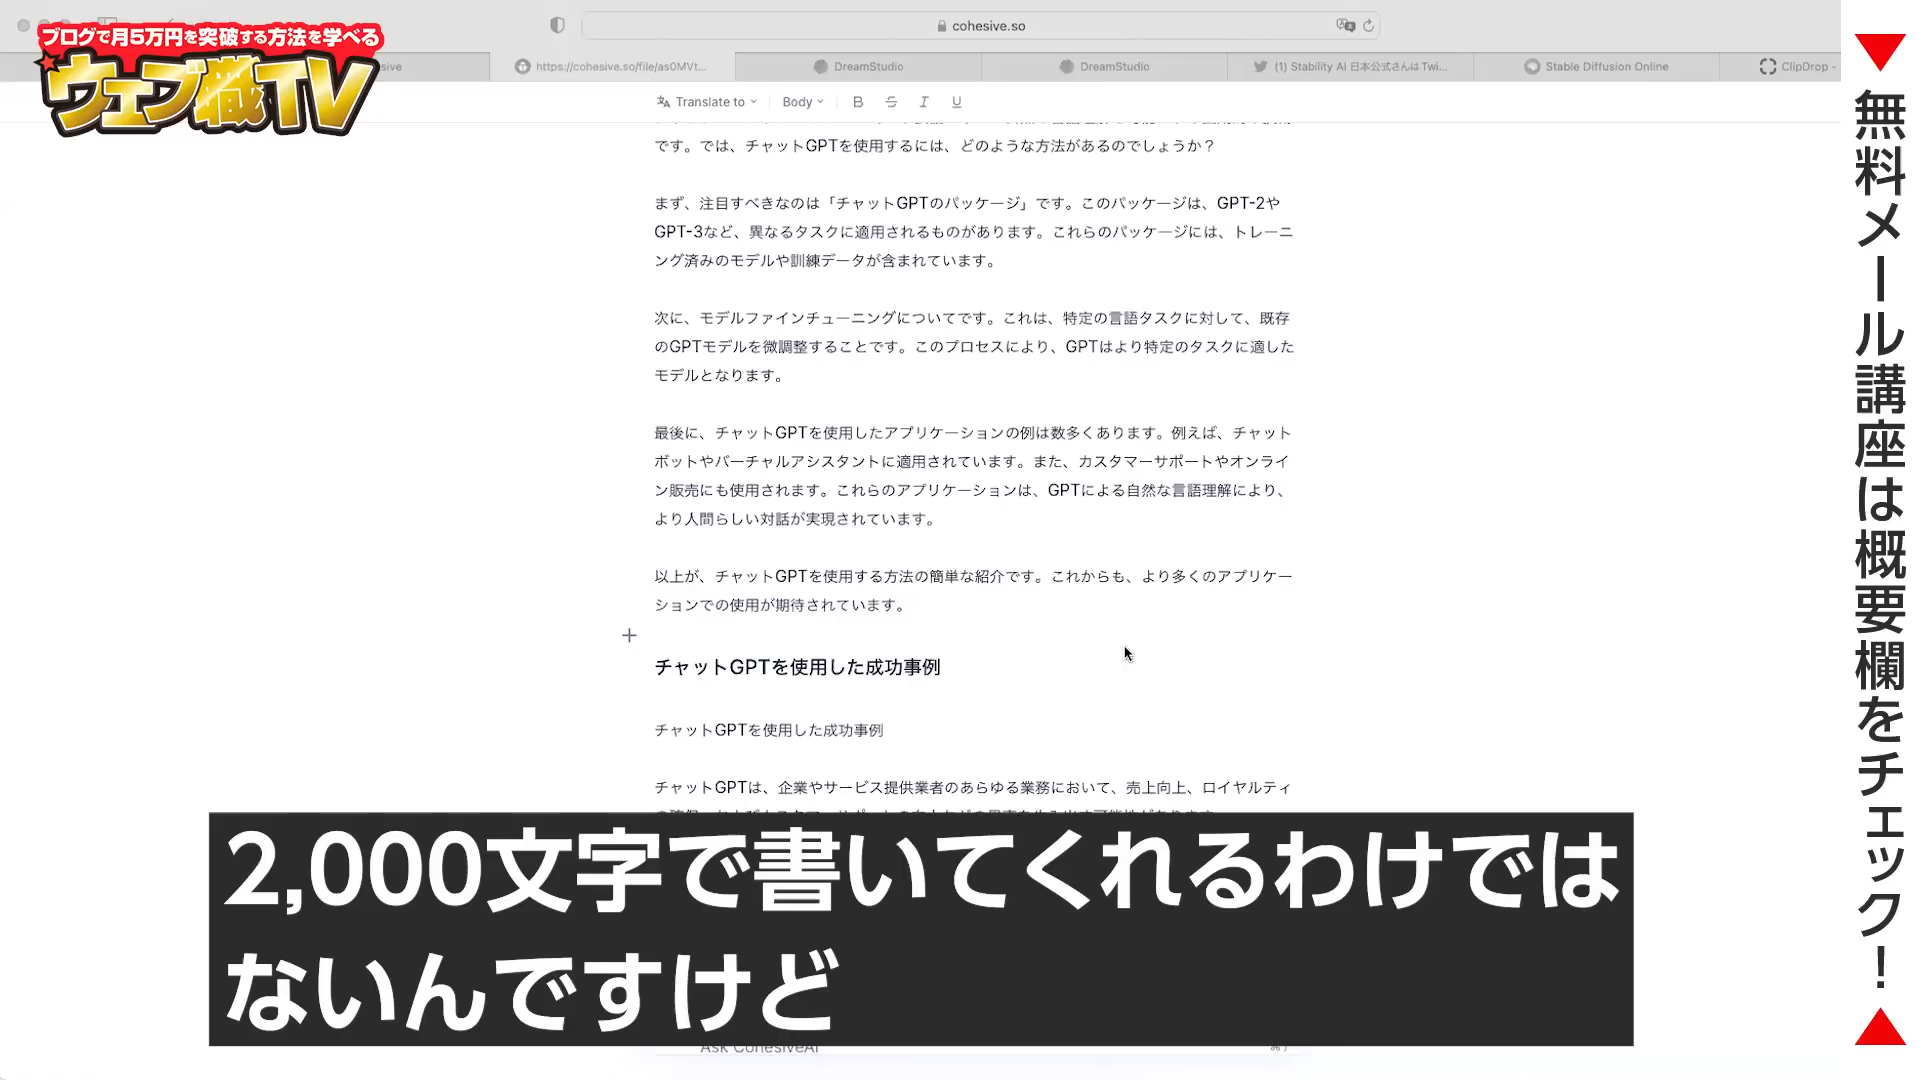 ブログで月5万円を突破する方法を学べる
ウェブ職TV
cohesive.so
https://cohesive.so/file/as0MVt...
DreamStudio
DreamStudio
(1) Stability AI 日本公式さんはTwi...
Stable Diffusion Online
ClipDrop -
Translate to
Body
B
S
I
U
です。では、チャットGPTを使用するには、どのような方法があるのでしょうか？
まず、注目すべきなのは「チャットGPTのパッケージ」です。このパッケージは、GPT-2や
GPT-3など、異なるタスクに適用されるものがあります。これらのパッケージには、トレーニ
ング済みのモデルや訓練データが含まれています。
次に、モデルファインチューニングについてです。これは、特定の言語タスクに対して、既存
のGPTモデルを微調整することです。このプロセスにより、GPTはより特定のタスクに適した
モデルとなります。
最後に、チャットGPTを使用したアプリケーションの例は数多くあります。例えば、チャット
ボットやバーチャルアシスタントに適用されています。また、カスタマーサポートやオンライ
ン販売にも使用されます。これらのアプリケーションは、GPTによる自然な言語理解により、
より人間らしい対話が実現されています。
以上が、チャットGPTを使用する方法の簡単な紹介です。これからも、より多くのアプリケー
ションでの使用が期待されています。
チャットGPTを使用した成功事例
チャットGPTを使用した成功事例
チャットGPTは、企業やサービス提供業者のあらゆる業務において、売上向上、ロイヤルティ
2,000文字で書いてくれるわけでは
ないんですけど
Ask CohesiveAI
無料メール講座は概要欄をチェック！